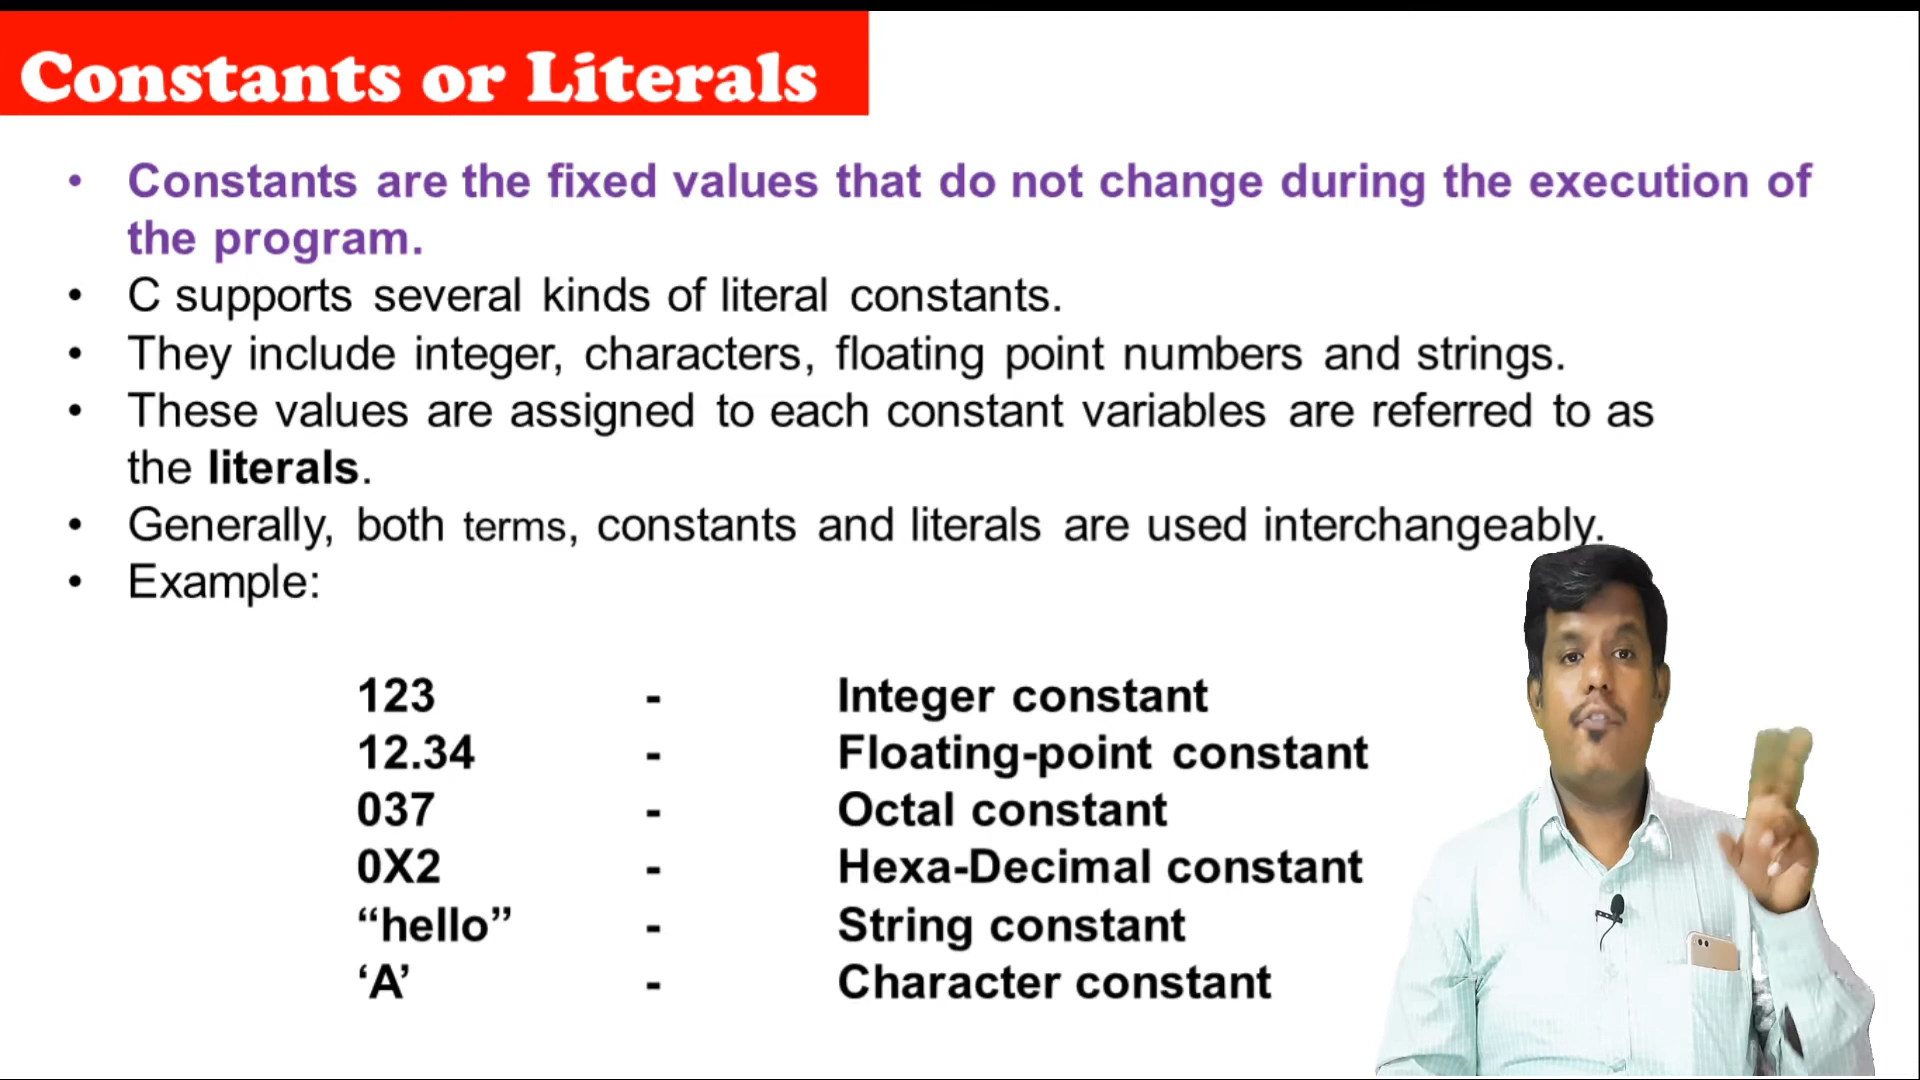 Constants or Literals
• Constants are the fixed values that do not change during the execution of
the program.
• C supports several kinds of literal constants.
• They include integer, characters, floating point numbers and strings.
• These values are assigned to each constant variables are referred to as
the literals.
• Generally, both terms, constants and literals are used interchangeably.
• Example:
123 - Integer constant
12.34 - Floating-point constant
037 - Octal constant
0X2 - Hexa-Decimal constant
“hello” - String constant
‘A’ - Character constant